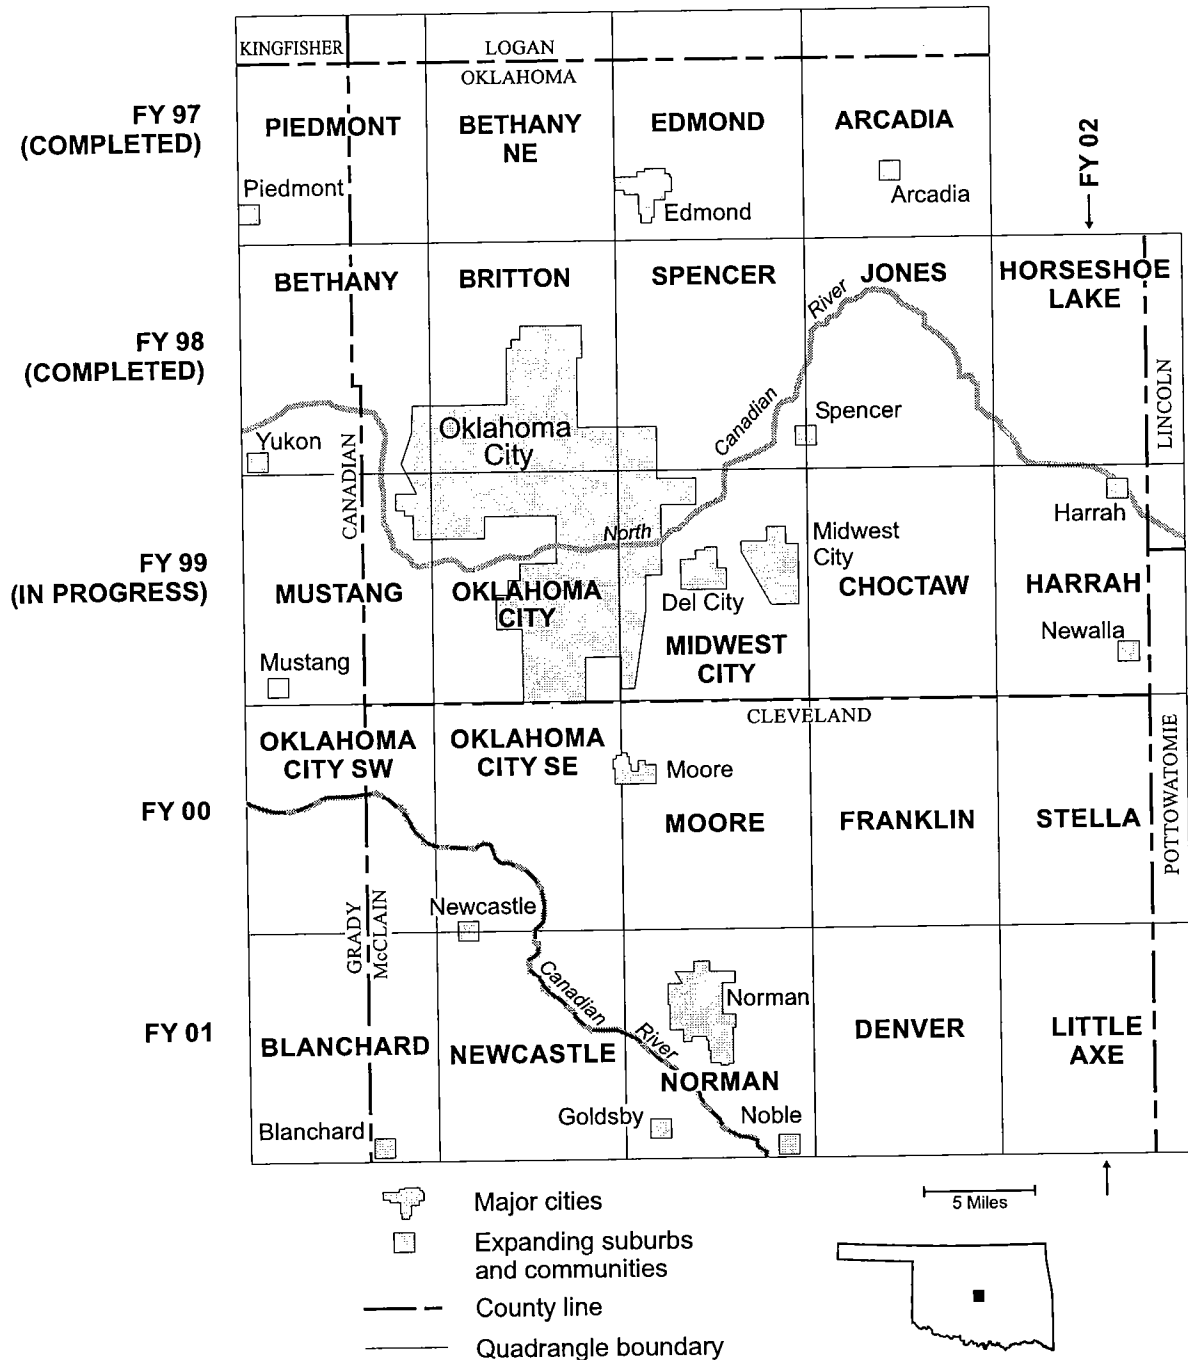 KINGFISHER
LOGAN
OKLAHOMA
FY 97
(COMPLETED)
PIEDMONT
BETHANY
NE
EDMOND
ARCADIA
FY 02
Piedmont
Edmond
Arcadia
FY 98
(COMPLETED)
BETHANY
BRITTON
SPENCER
JONES
HORSESHOE
LAKE
River
Canadian
North
LINCOLN
Oklahoma
City
Yukon
Spencer
CANADIAN
Harrah
FY 99
(IN PROGRESS)
MUSTANG
OKLAHOMA
CITY
Midwest
City
Del City
MIDWEST
CITY
CHOCTAW
HARRAH
Newalla
Mustang
CLEVELAND
FY 00
OKLAHOMA
CITY SW
OKLAHOMA
CITY SE
Moore
MOORE
FRANKLIN
STELLA
POTTOWATOMIE
Newcastle
GRADY
McCLAIN
FY 01
BLANCHARD
NEWCASTLE
Canadian
River
Norman
NORMAN
DENVER
LITTLE
AXE
Blanchard
Goldsby
Noble
Major cities
Expanding suburbs
and communities
County line
Quadrangle boundary
5 Miles